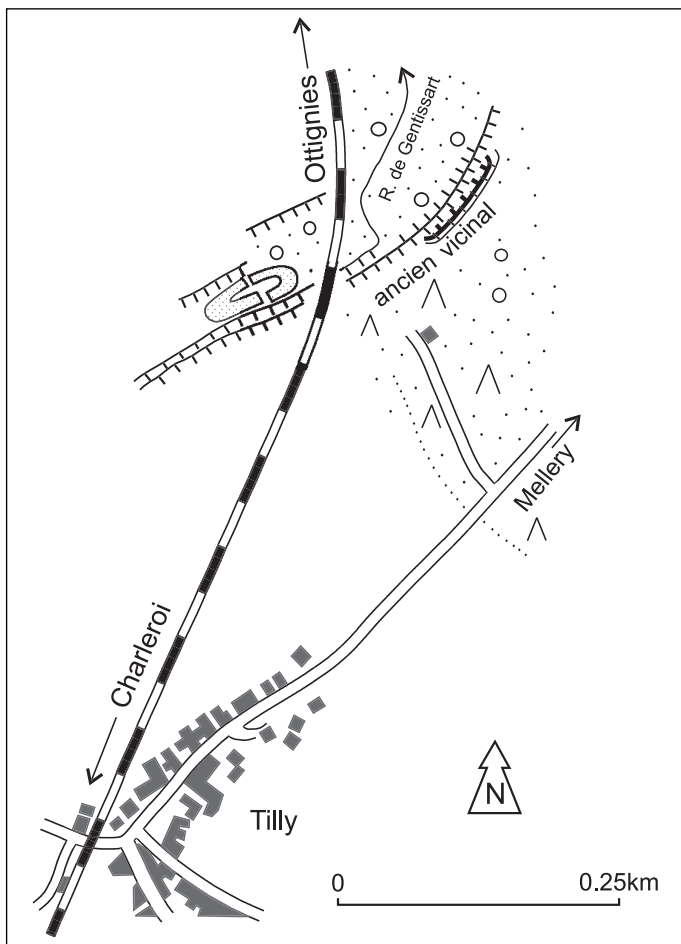 Ottignies
R. de Gentissart
ancien vicinal
Mellery
Charleroi
N
Tilly
0
0.25km